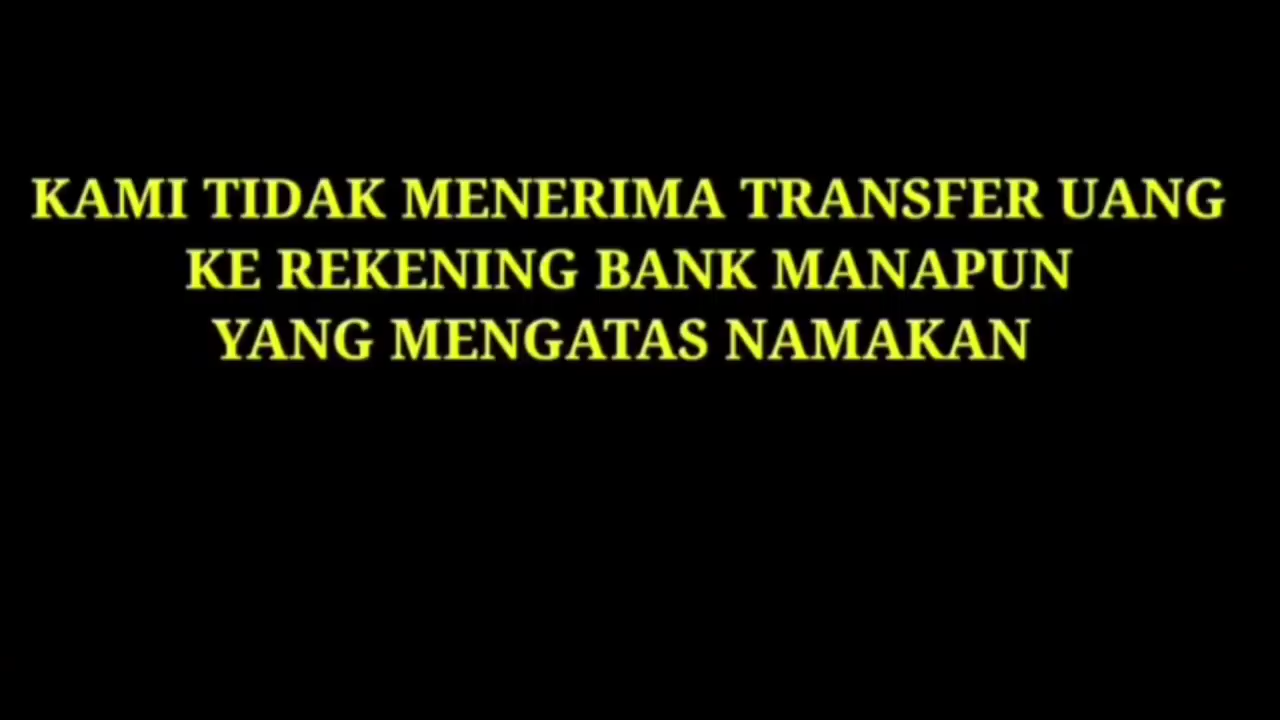 KAMI TIDAK MENERIMA TRANSFER UANG
KE REKENING BANK MANAPUN
YANG MENGATAS NAMAKAN